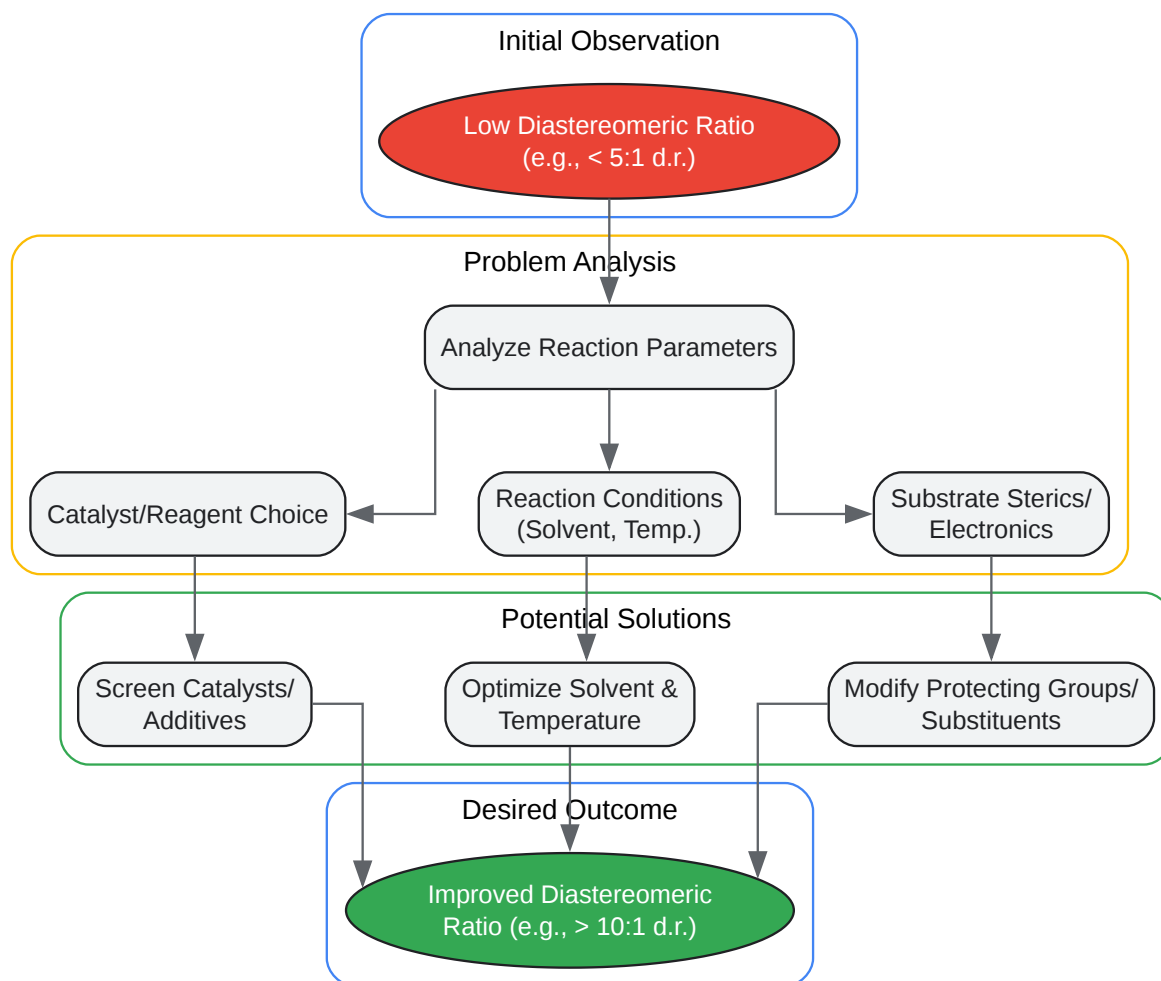 Initial Observation
Low Diastereomeric Ratio
(e.g., < 5:1 d.r.)
Problem Analysis
Analyze Reaction Parameters
Catalyst/Reagent Choice
Reaction Conditions
(Solvent, Temp.)
Substrate Sterics/
Electronics
Potential Solutions
Screen Catalysts/
Additives
Optimize Solvent &
Temperature
Modify Protecting Groups/
Substituents
Desired Outcome
Improved Diastereomeric
Ratio (e.g., > 10:1 d.r.)